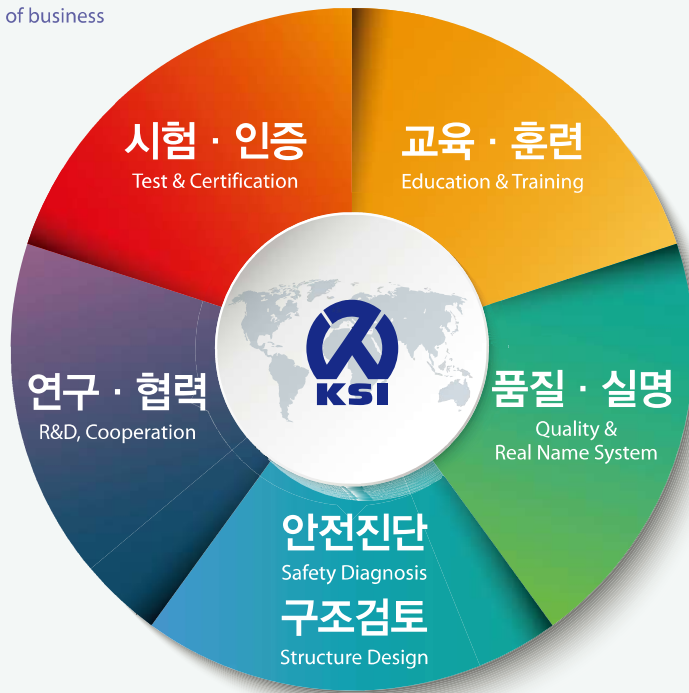 of business
시험 · 인증
Test & Certification
교육 · 훈련
Education & Training
연구 · 협력
R&D, Cooperation
KSI
품질 · 실명
Quality &
Real Name System
안전진단
Safety Diagnosis
구조검토
Structure Design